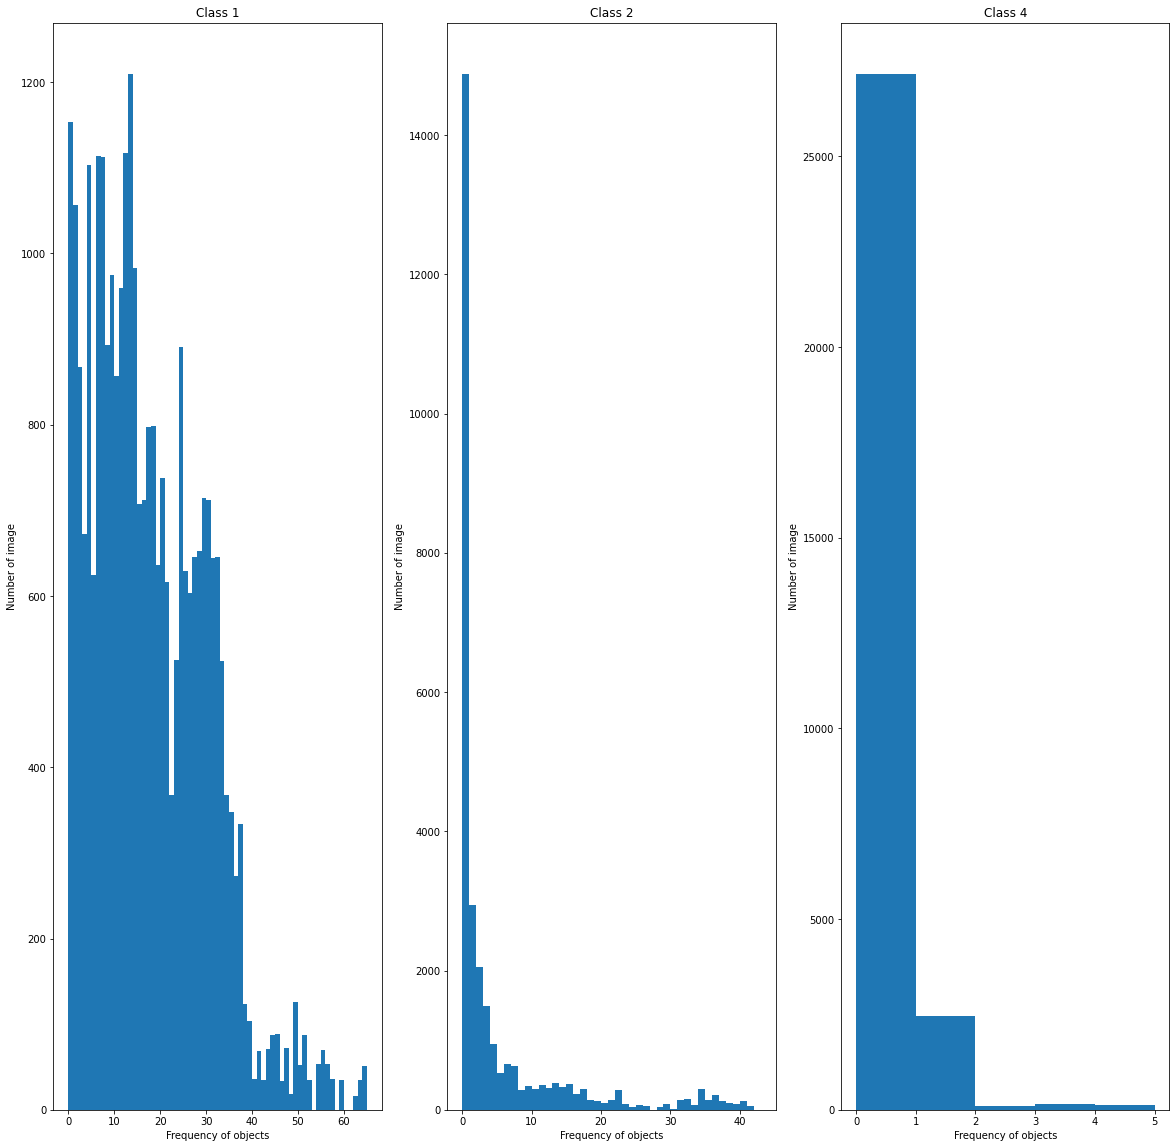 Class 1
1200
1000
800
600
400
200
0
Number of image
0 10 20 30 40 50 60
Frequency of objects
Class 2
14000
12000
10000
8000
6000
4000
2000
0
Number of image
0 10 20 30 40
Frequency of objects
Class 4
25000
20000
15000
10000
5000
0
Number of image
0 1 2 3 4 5
Frequency of objects